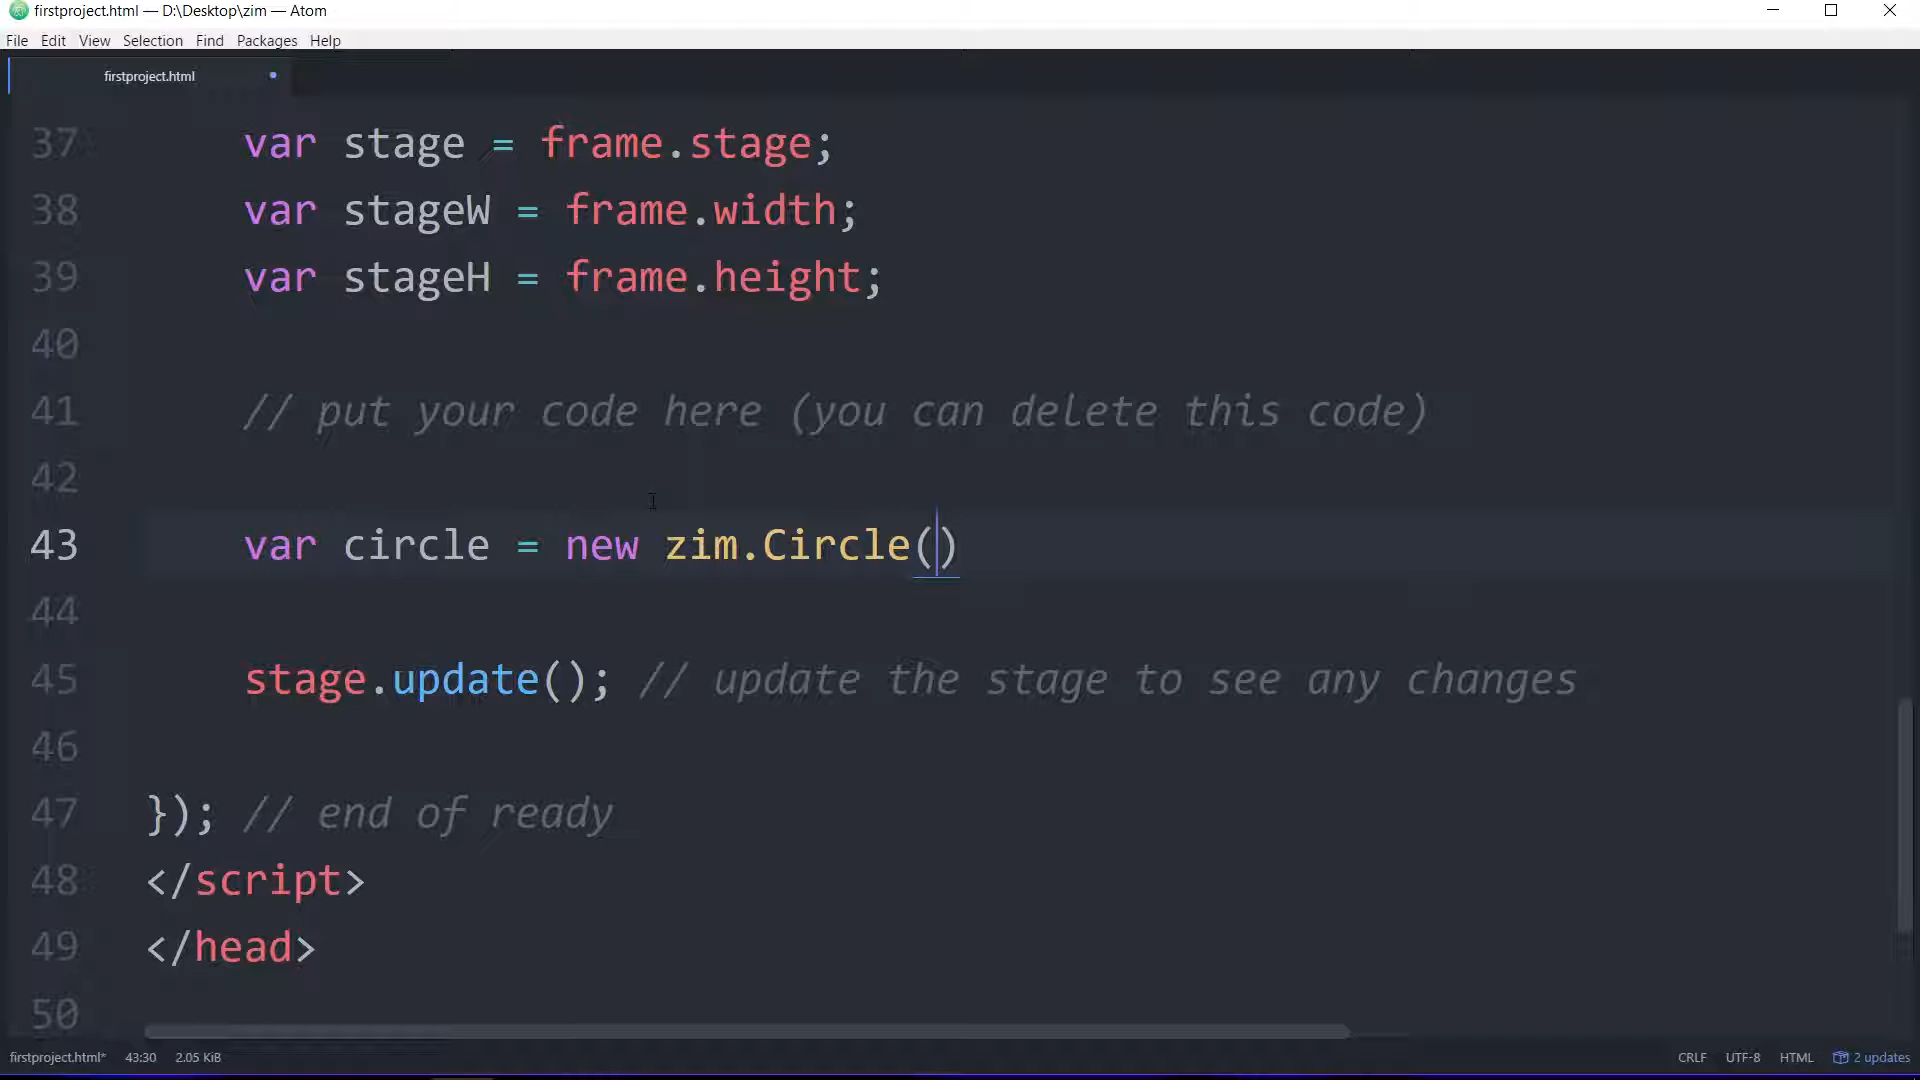 firstproject.html — D:\Desktop\zim — Atom
File Edit View Selection Find Packages Help
firstproject.html
37 var stage = frame.stage;
38 var stageW = frame.width;
39 var stageH = frame.height;
40
41 // put your code here (you can delete this code)
42
43 var circle = new zim.Circle()
44
45 stage.update(); // update the stage to see any changes
46
47 }); // end of ready
48 </script>
49 </head>
50
firstproject.html* 43:30 2.05 KiB CRLF UTF-8 HTML 2 updates